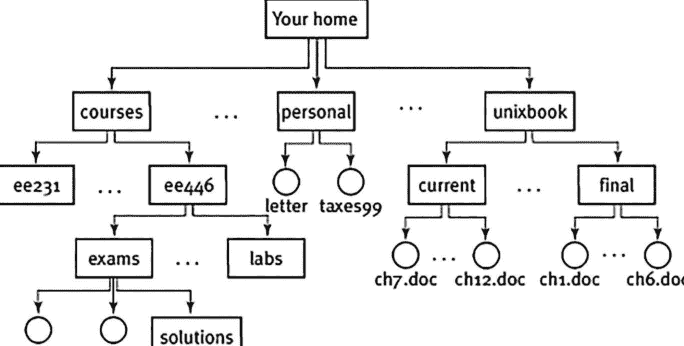 Your home
courses
...
personal
...
unixbook
ee231
...
ee446
letter
taxes99
current
...
final
exams
...
labs
ch7.doc
...
ch12.doc
ch1.doc
...
ch6.doc
solutions